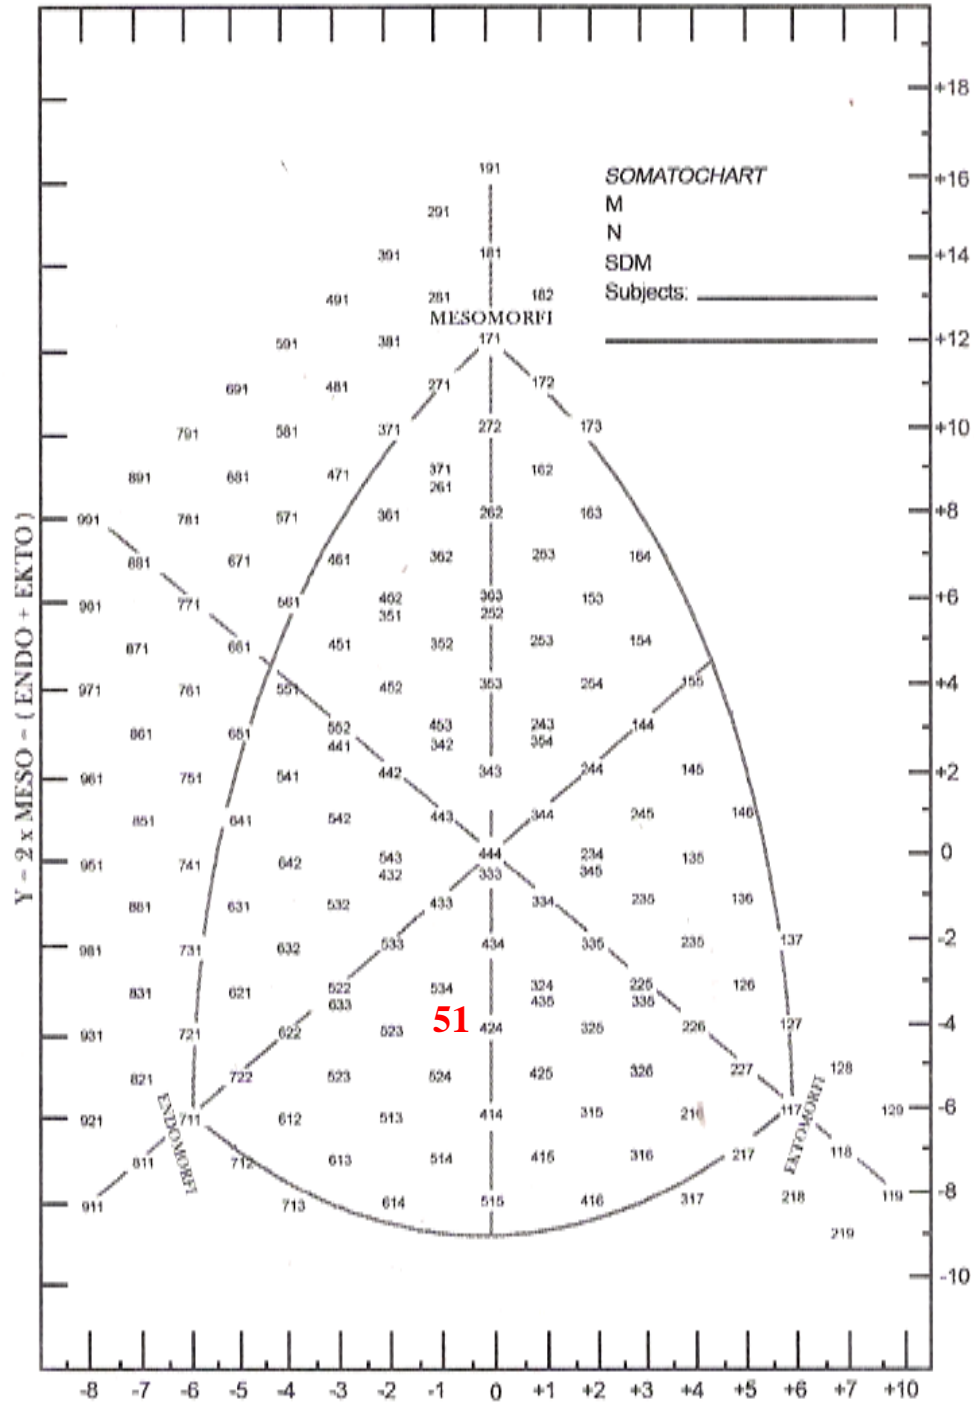 +18
191
SOMATOCHART
+16
M
291
N
391 181 +14
SDM
491 281 182 Subjects:
MESOMORFI
591 381 171 +12
691 481 271 172
791 581 371 272 173 +10
891 681 471 371 162
261
991 781 571 361 262 163 +8
881 671 461 362 263 164
981 771 561 462 363 153 +6
351 252
871 661 451 352 253 154
971 761 551 452 353 254 155 +4
861 651 552 453 243 144
441 342 354
961 751 541 442 343 244 145 +2
851 641 542 443 344 245 146
951 741 642 543 444 234 135 0
432 333 345
881 631 532 433 334 235 136
981 731 632 533 434 335 235 137 -2
831 621 522 534 324 225 126
633 435 335
51
931 721 622 523 424 325 226 127 -4
821 722 523 524 425 326 227 128
921 711 612 513 414 315 216 117 129 -6
811 712 613 514 415 316 217 118
911 713 614 515 416 317 218 119 -8
219
-10
ENDOMORFI
EKTOMORFI
Y = 2 x MESO - ( ENDO + EKTO )
-8 -7 -6 -5 -4 -3 -2 -1 0 +1 +2 +3 +4 +5 +6 +7 +10